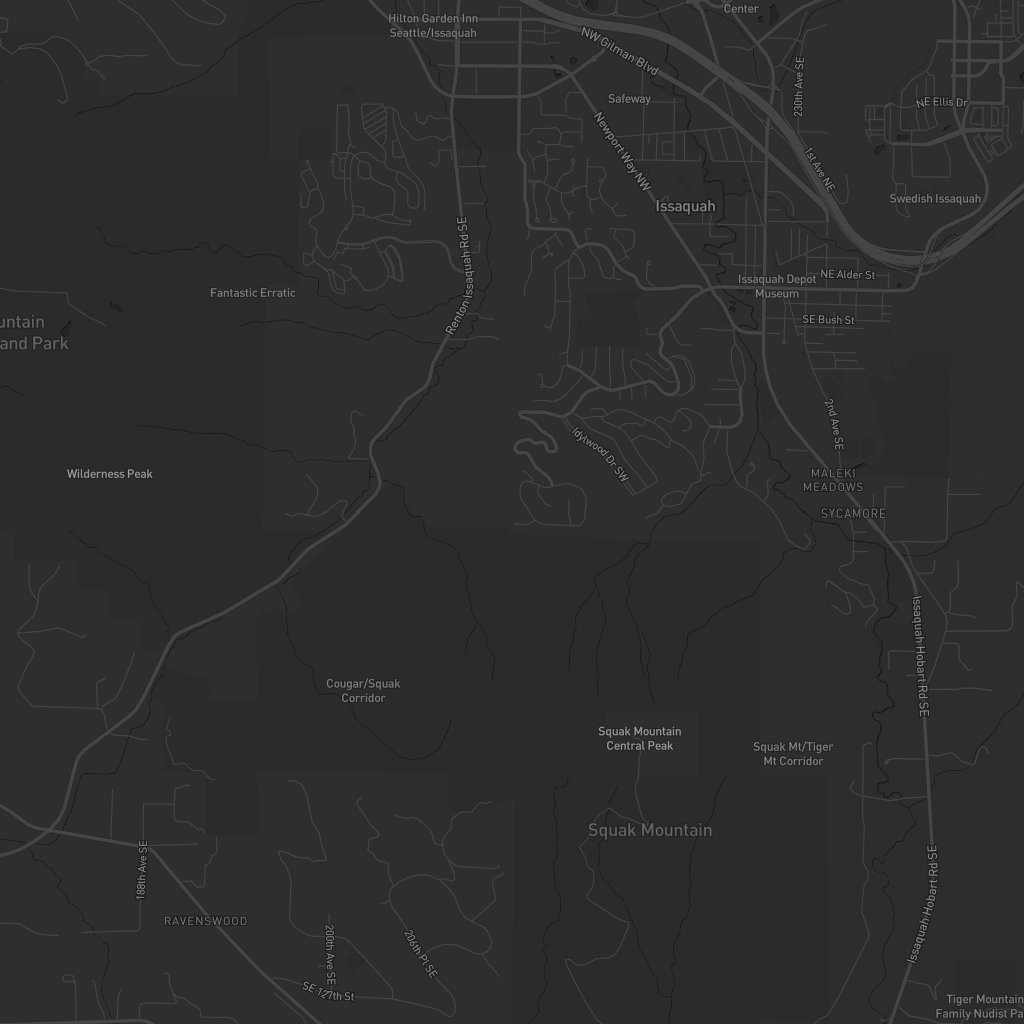 Center
Hilton Garden Inn
Seattle/Issaquah
NW Gilman Blvd
230th Ave SE
Safeway
NE Ellis Dr
Newport Way NW
1st Ave NE
Swedish Issaquah
Issaquah
Renton Issaquah Rd SE
Issaquah Depot
Museum
NE Alder St
Fantastic Erratic
SE Bush St
untain
and Park
2nd Ave SE
Idylwood Dr SW
Wilderness Peak
MALEKI
MEADOWS
SYCAMORE
Issaquah Hobart Rd SE
Cougar/Squak
Corridor
Squak Mountain
Central Peak
Squak Mt/Tiger
Mt Corridor
Squak Mountain
188th Ave SE
Issaquah Hobart Rd SE
RAVENSWOOD
200th Ave SE
206th Pl SE
SE 127th St
Tiger Mountain
Family Nudist Pa